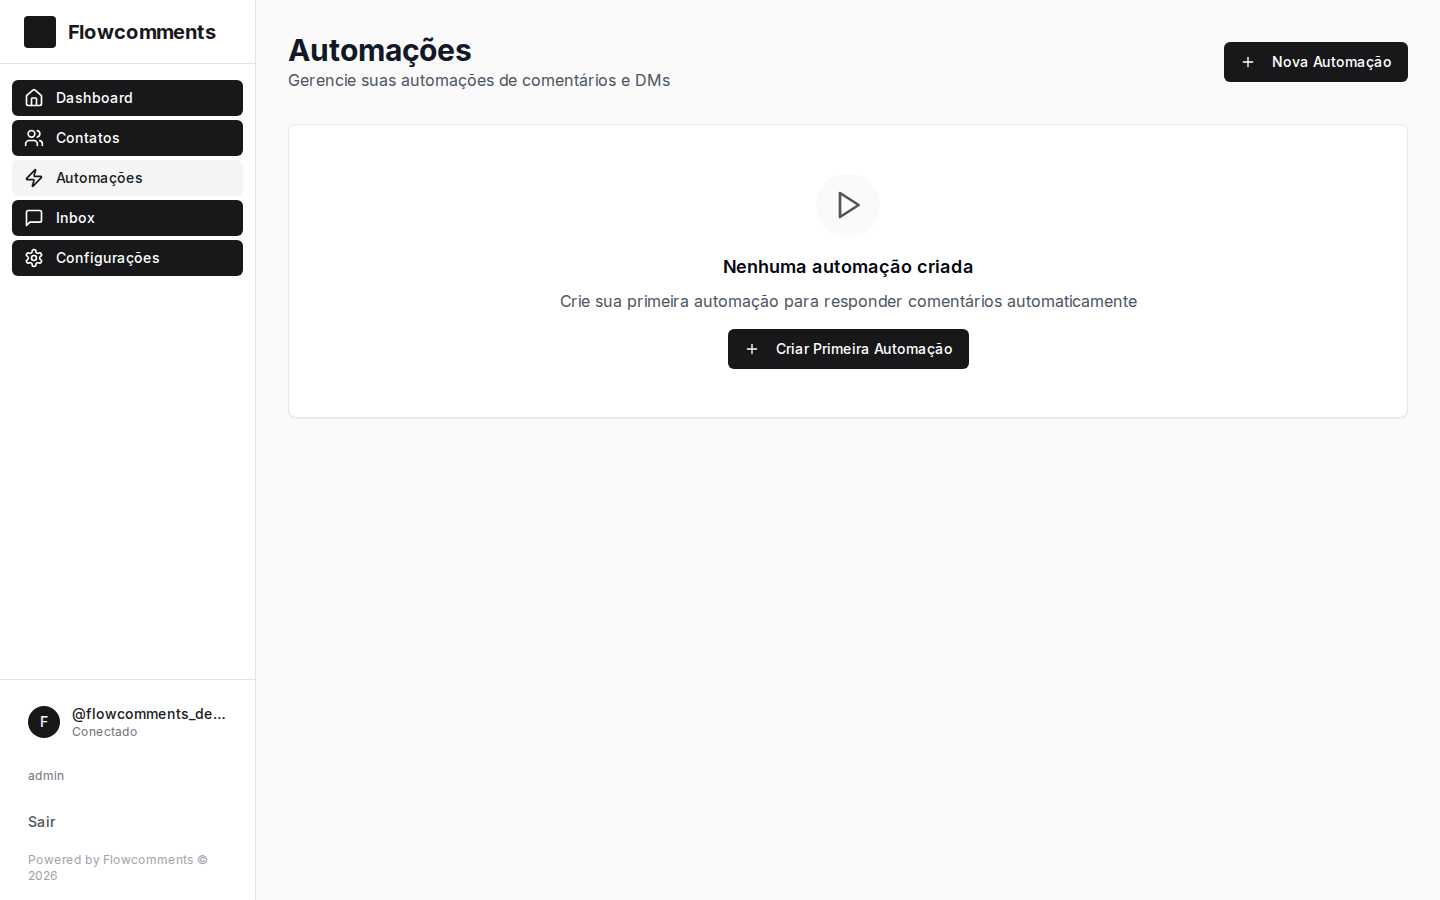 Flowcomments
Dashboard
Contatos
Automações
Inbox
Configurações
@flowcomments_de...
F
Conectado
admin
Sair
Powered by Flowcomments ©
2026
Automações
Gerencie suas automações de comentários e DMs
Nova Automação
Nenhuma automação criada
Crie sua primeira automação para responder comentários automaticamente
Criar Primeira Automação